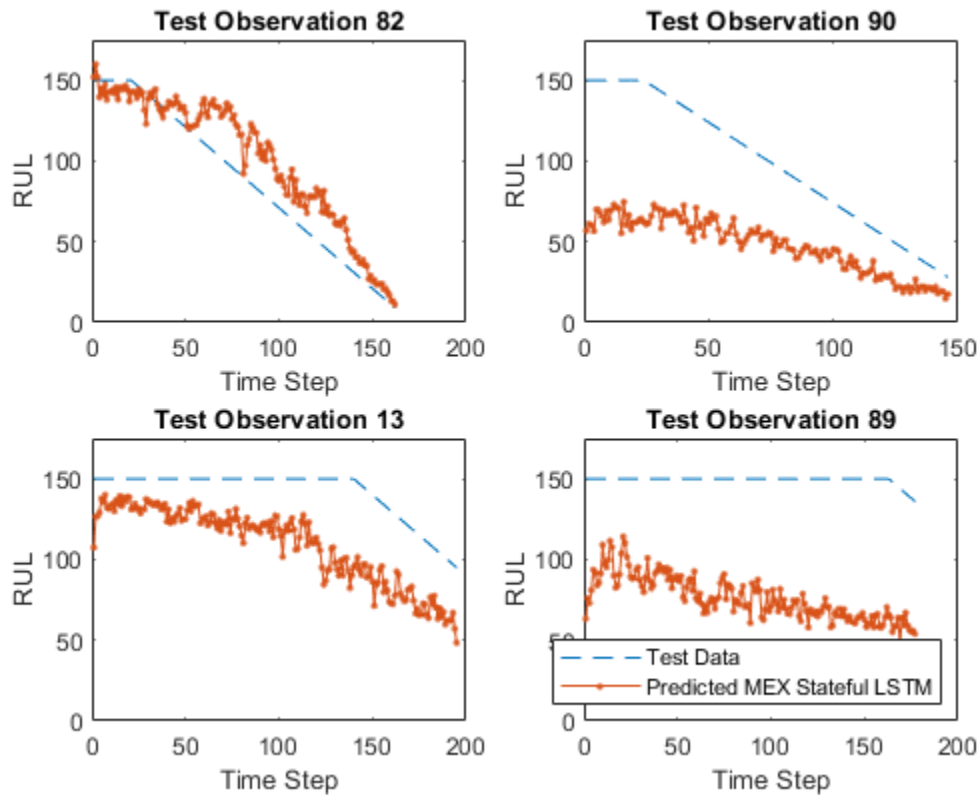 Test Observation 82
150
100
50
0
RUL
0 50 100 150 200
Time Step
Test Observation 90
150
100
50
0
RUL
0 50 100 150
Time Step
Test Observation 13
150
100
50
0
RUL
0 50 100 150 200
Time Step
Test Observation 89
150
100
0
RUL
Test Data
Predicted MEX Stateful LSTM
0 50 100 150 200
Time Step